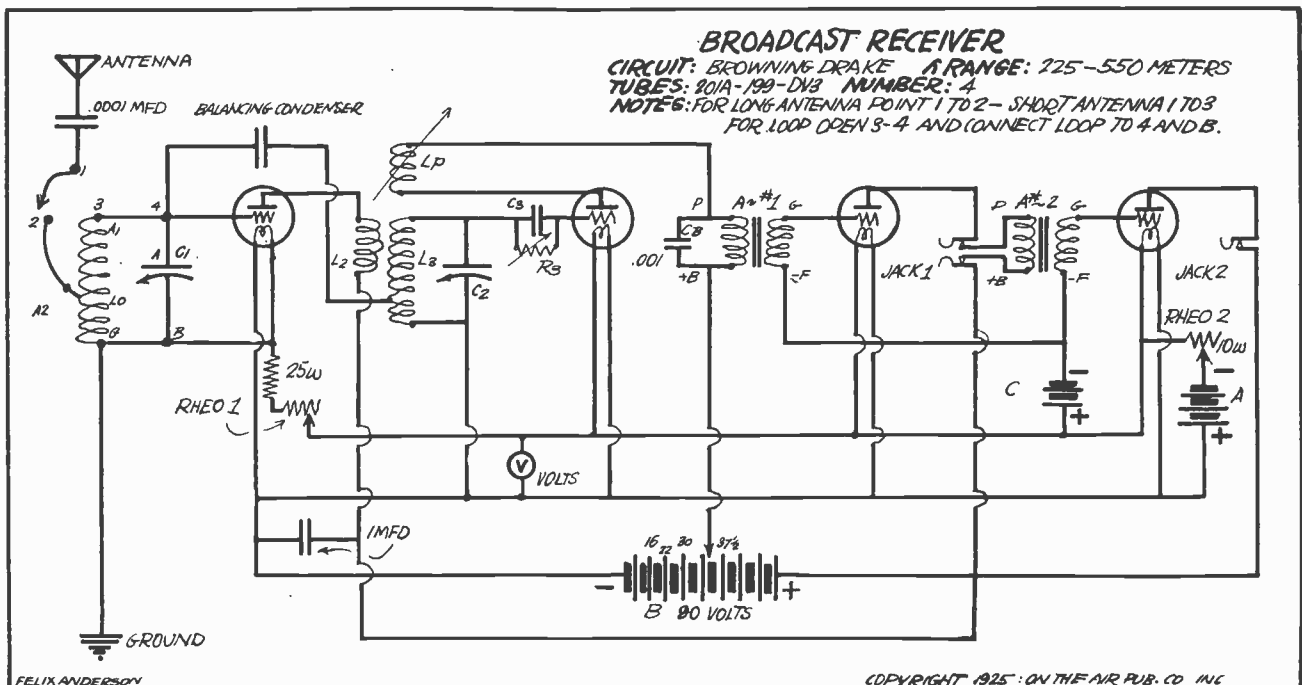 BROADCAST RECEIVER
CIRCUIT: BROWNING DRAKE λ RANGE: 225-550 METERS
TUBES: 201A-199-DV3 NUMBER: 4
NOTES: FOR LONG ANTENNA POINT 1 TO 2 - SHORT ANTENNA 1 TO 3
FOR LOOP OPEN 3-4 AND CONNECT LOOP TO 4 AND B.
ANTENNA
.0001 MFD
BALANCING CONDENSER
1
2
3
4
A1
A
C1
A2
LO
G
B
L2
LP
L3
C2
C3
R3
P
CB
.001
+B
A~#1
G
-F
JACK 1
P
A#~2
G
+B
-F
JACK 2
RHEO 2
10ω
25ω
RHEO 1
C
-
+
-
A
+
V
VOLTS
1MFD
16 22 30 37½
-
+
B 90 VOLTS
GROUND
FELIX ANDERSON
COPYRIGHT 1925: ON THE AIR PUB. CO INC